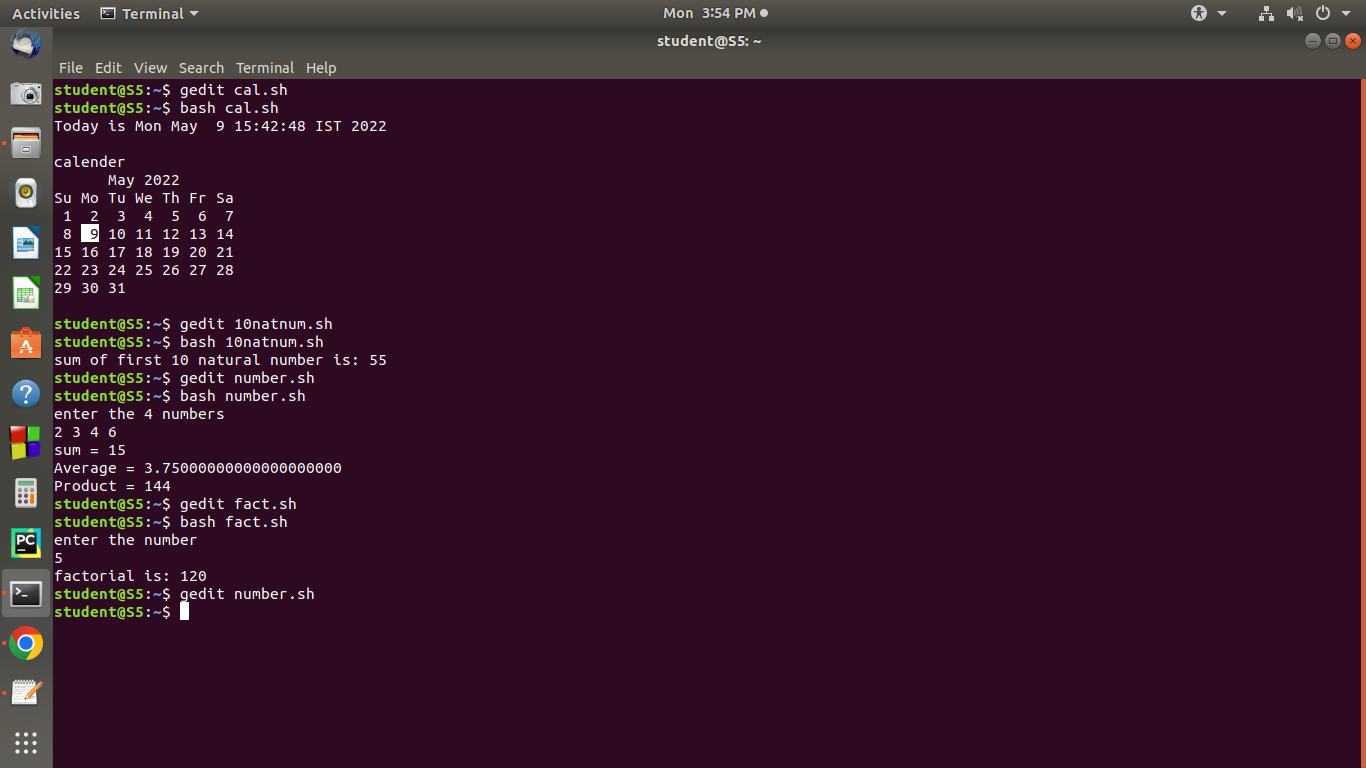 Activities Terminal Mon 3:54 PM
student@S5: ~
File Edit View Search Terminal Help
student@S5:~$ gedit cal.sh
student@S5:~$ bash cal.sh
Today is Mon May  9 15:42:48 IST 2022
calender
      May 2022
Su Mo Tu We Th Fr Sa
 1  2  3  4  5  6  7
 8  9 10 11 12 13 14
15 16 17 18 19 20 21
22 23 24 25 26 27 28
29 30 31
student@S5:~$ gedit 10natnum.sh
student@S5:~$ bash 10natnum.sh
sum of first 10 natural number is: 55
student@S5:~$ gedit number.sh
student@S5:~$ bash number.sh
enter the 4 numbers
2 3 4 6
sum = 15
Average = 3.75000000000000000000
Product = 144
student@S5:~$ gedit fact.sh
student@S5:~$ bash fact.sh
enter the number
5
factorial is: 120
student@S5:~$ gedit number.sh
student@S5:~$
PC